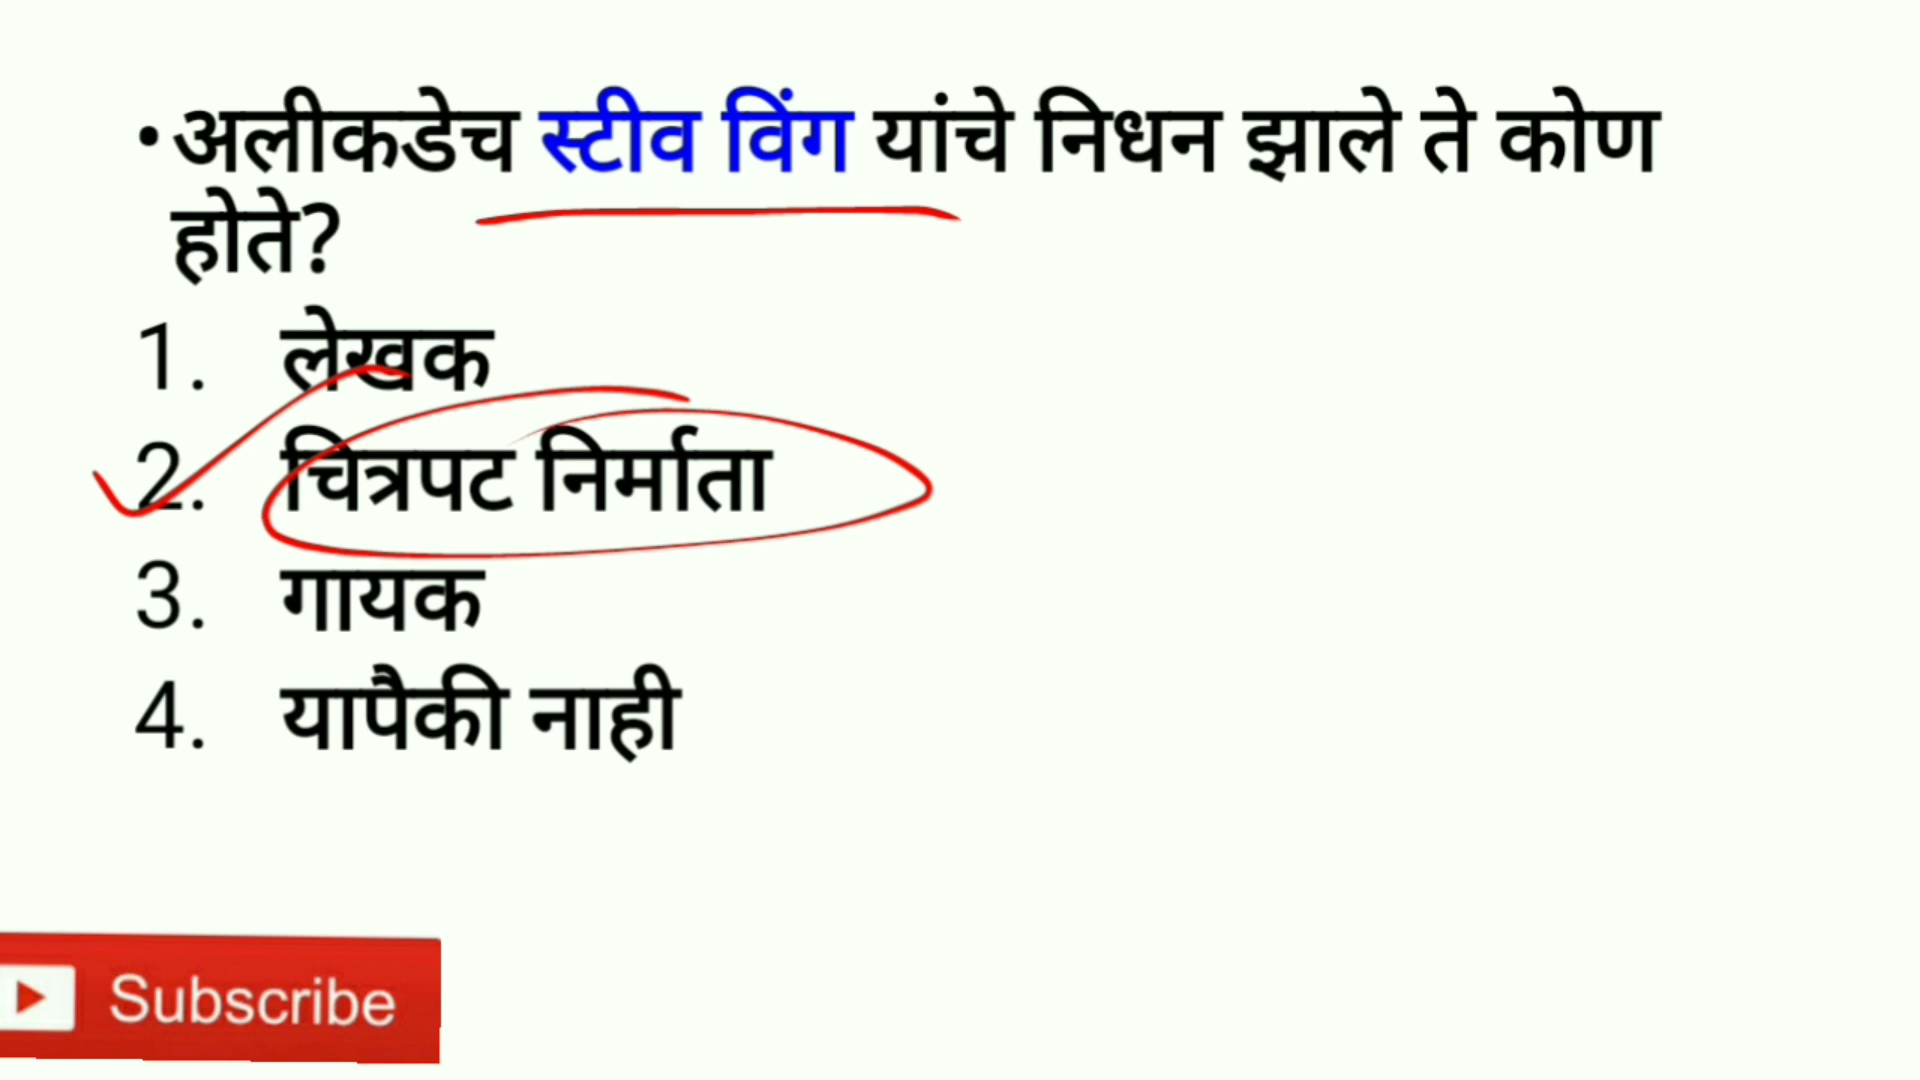 • अलीकडेच स्टीव विंग यांचे निधन झाले ते कोण
होते?
1. लेखक
2. चित्रपट निर्माता
3. गायक
4. यापैकी नाही
Subscribe